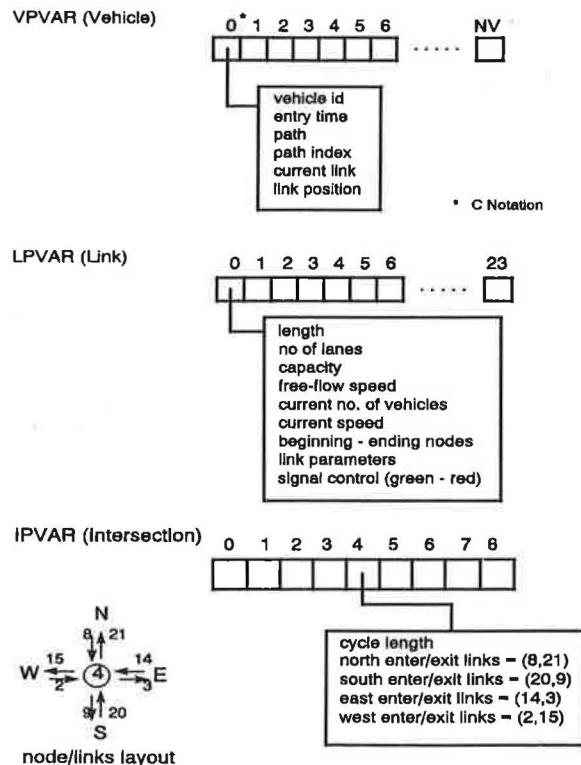 VPVAR (Vehicle)
0* 1 2 3 4 5 6 ..... NV
vehicle id
entry time
path
path index
current link
link position
* C Notation
LPVAR (Link)
0 1 2 3 4 5 6 ..... 23
length
no of lanes
capacity
free-flow speed
current no. of vehicles
current speed
beginning - ending nodes
link parameters
signal control (green - red)
IPVAR (Intersection)
0 1 2 3 4 5 6 7 8
cycle length
north enter/exit links = (8,21)
south enter/exit links = (20,9)
east enter/exit links = (14,3)
west enter/exit links = (2,15)
N
8 21
15 14
W 4 E
2 3
9 20
S
node/links layout